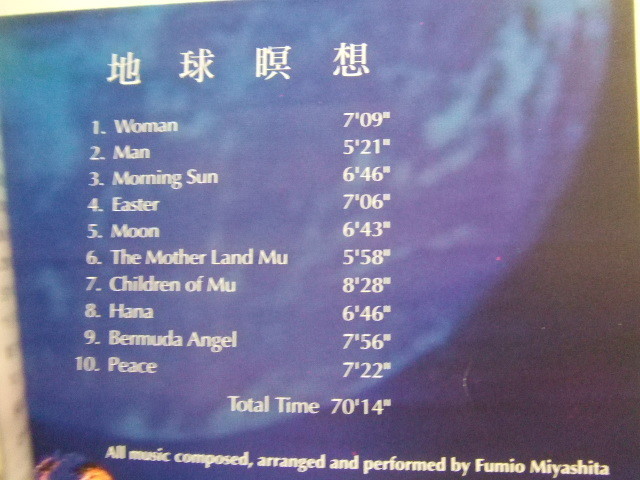 地球瞑想
1. Woman 7'09"
2. Man 5'21"
3. Morning Sun 6'46"
4. Easter 7'06"
5. Moon 6'43"
6. The Mother Land Mu 5'58"
7. Children of Mu 8'28"
8. Hana 6'46"
9. Bermuda Angel 7'56"
10. Peace 7'22"
Total Time 70'14"
All music composed, arranged and performed by Fumio Miyashita